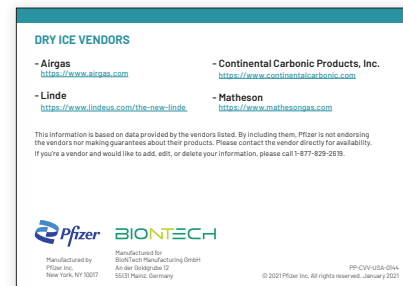 DRY ICE VENDORS
- Airgas
https://www.airgas.com
- Continental Carbonic Products, Inc.
https://www.continentalcarbonic.com
- Linde
https://www.lindeus.com/the-new-linde
- Matheson
https://www.mathesongas.com
This information is based on data provided by the vendors listed. By including them, Pfizer is not endorsing
the vendors nor making guarantees about their products. Please contact the vendor directly for availability.
If you're a vendor and would like to add, edit, or delete your information, please call 1-877-829-2619.
Pfizer
BIONTECH
Manufactured by
Pfizer Inc.
New York, NY 10017
Manufactured for
BioNTech Manufacturing GmbH
An der Goldgrube 12
55131 Mainz, Germany
PP-CVV-USA-0144
© 2021 Pfizer Inc. All rights reserved. January 2021